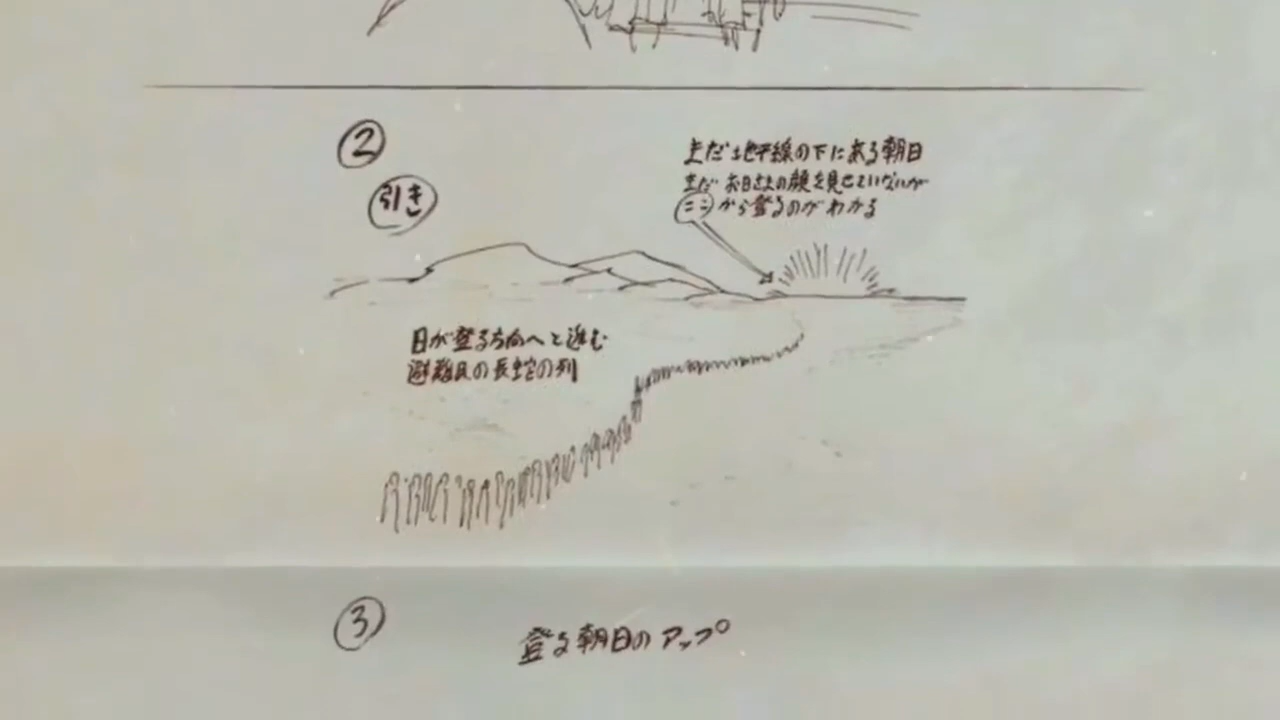 ②
引き
まだ地平線の下にある朝日
まだお日さまの顔を見せていないが
ここから登るのがわかる
日が登る方向へと進む
避難民の長蛇の列
③
登る朝日のアップ